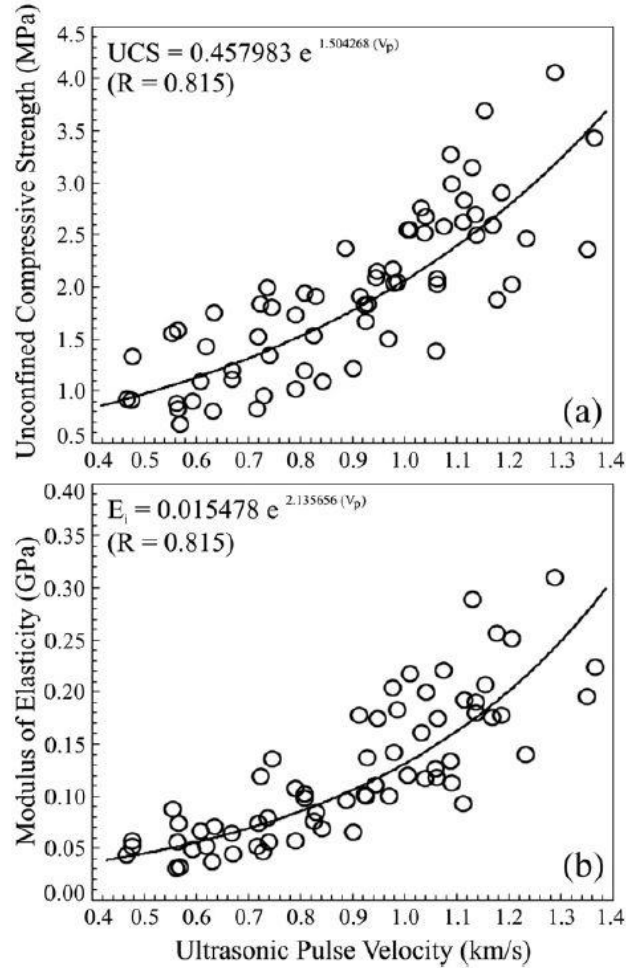 Unconfined Compressive Strength (MPa)
4.5
4.0
3.5
3.0
2.5
2.0
1.5
1.0
0.5
UCS = 0.457983 e 1.504268 (Vp)
(R = 0.815)
(a)
0.4 0.5 0.6 0.7 0.8 0.9 1.0 1.1 1.2 1.3 1.4
Modulus of Elasticity (GPa)
0.40
0.35
0.30
0.25
0.20
0.15
0.10
0.05
0.00
Ei = 0.015478 e 2.135656 (Vp)
(R = 0.815)
(b)
0.4 0.5 0.6 0.7 0.8 0.9 1.0 1.1 1.2 1.3 1.4
Ultrasonic Pulse Velocity (km/s)